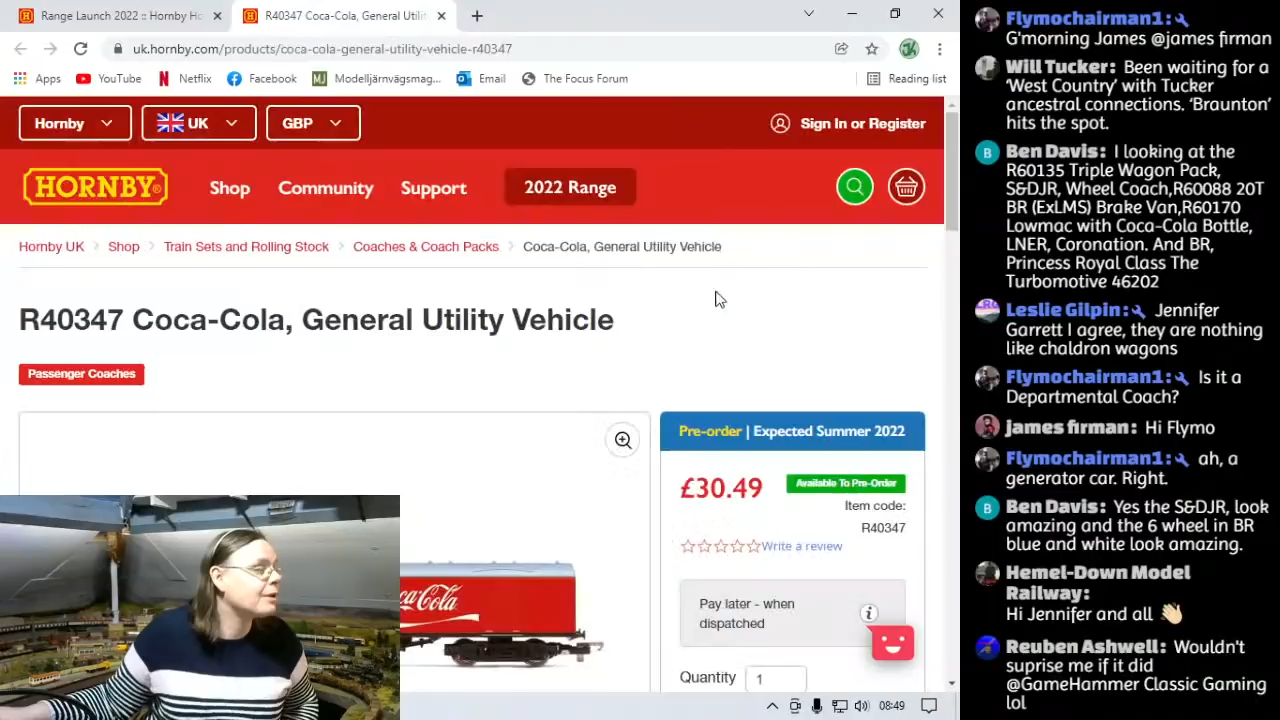 Range Launch 2022 :: Hornby Ho
R40347 Coca-Cola, General Utilit
uk.hornby.com/products/coca-cola-general-utility-vehicle-r40347
Apps
YouTube
Netflix
Facebook
Modelljärnvägsmag...
Email
The Focus Forum
Reading list
Hornby
UK
GBP
Sign In or Register
HORNBY
Shop
Community
Support
2022 Range
Hornby UK
Shop
Train Sets and Rolling Stock
Coaches & Coach Packs
Coca-Cola, General Utility Vehicle
R40347 Coca-Cola, General Utility Vehicle
Passenger Coaches
Pre-order | Expected Summer 2022
£30.49
Available To Pre-Order
Item code:
R40347
Write a review
Pay later - when
dispatched
Quantity
1
ca-Cola
08:49
Flymochairman1:
G'morning James @james firman
Will Tucker: Been waiting for a
'West Country' with Tucker
ancestral connections. 'Braunton'
hits the spot.
B
Ben Davis: I looking at the
R60135 Triple Wagon Pack,
S&DJR, Wheel Coach,R60088 20T
BR (ExLMS) Brake Van,R60170
Lowmac with Coca-Cola Bottle,
LNER, Coronation. And BR,
Princess Royal Class The
Turbomotive 46202
Leslie Gilpin: Jennifer
Garrett I agree, they are nothing
like chaldron wagons
Flymochairman1: Is it a
Departmental Coach?
james firman: Hi Flymo
Flymochairman1: ah, a
generator car. Right.
B
Ben Davis: Yes the S&DJR, look
amazing and the 6 wheel in BR
blue and white look amazing.
Hemel-Down Model
Railway:
Hi Jennifer and all 👋🏻
Reuben Ashwell: Wouldn't
suprise me if it did
@GameHammer Classic Gaming
lol